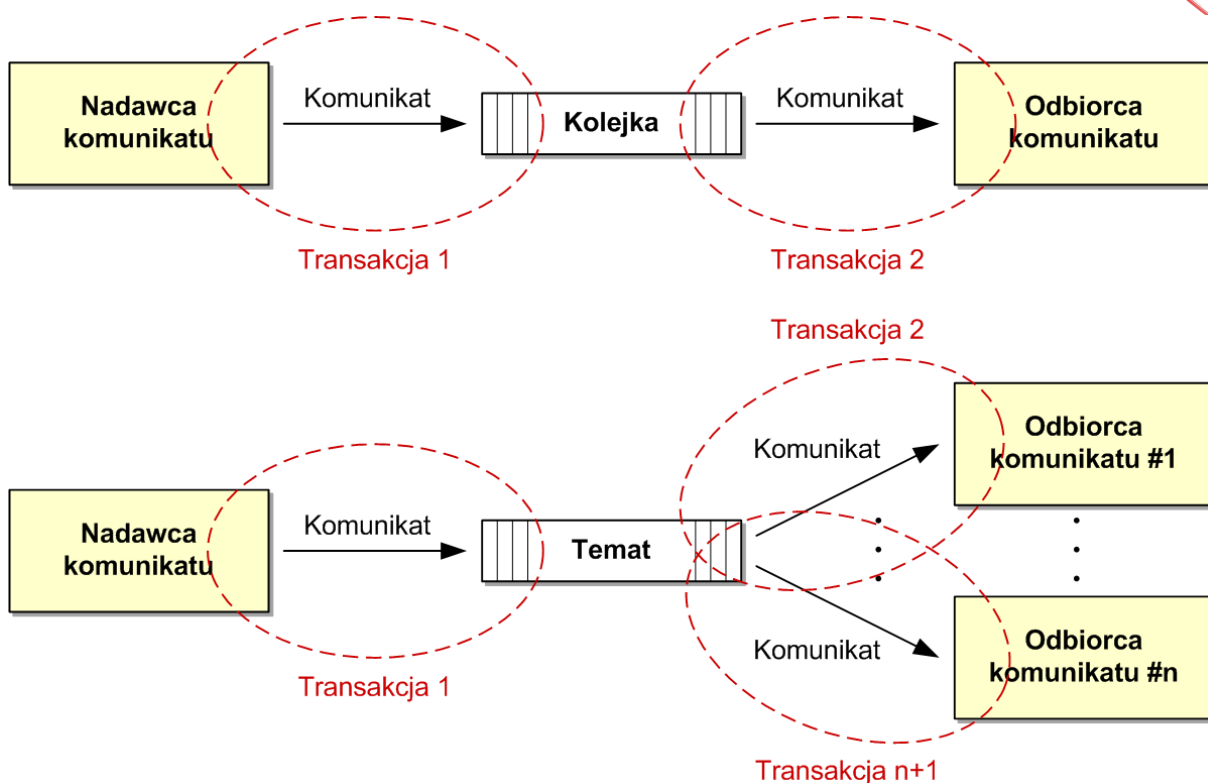 Nadawca
komunikatu
Komunikat
Kolejka
Komunikat
Odbiorca
komunikatu
Transakcja 1
Transakcja 2
Transakcja 2
Nadawca
komunikatu
Komunikat
Temat
Komunikat
Odbiorca
komunikatu #1
Komunikat
Odbiorca
komunikatu #n
Transakcja 1
Transakcja n+1